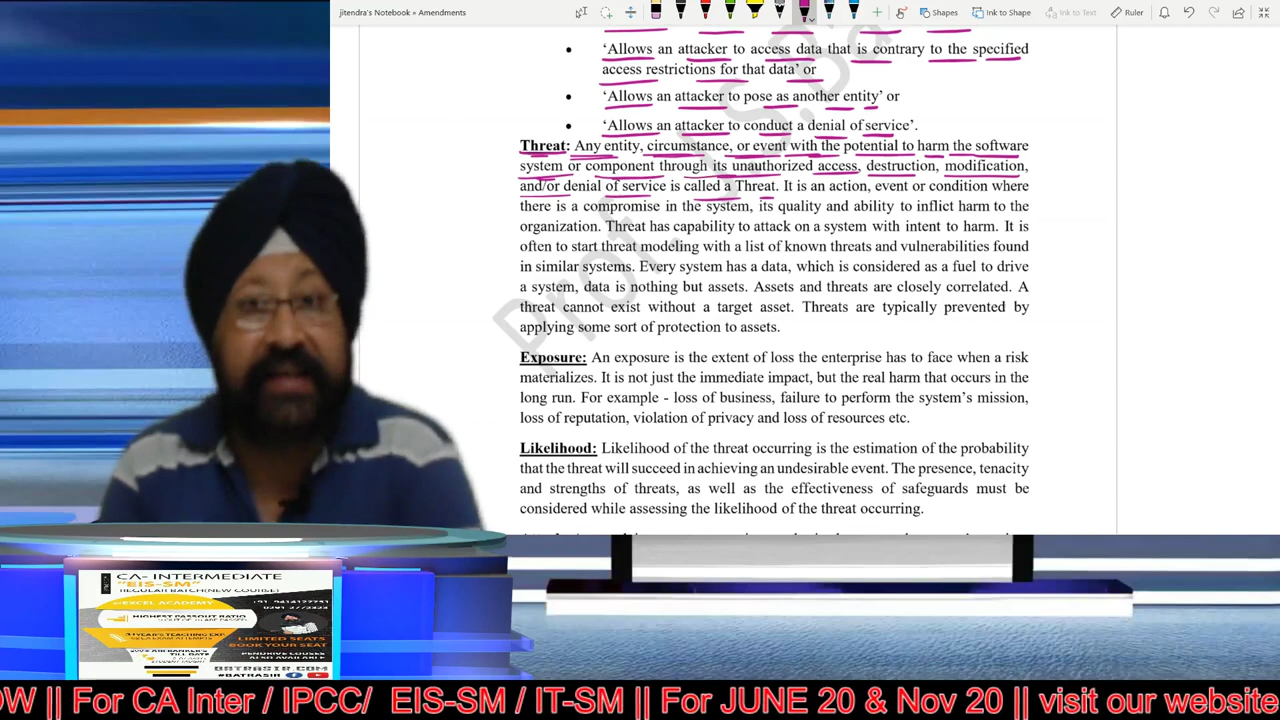 jitendra's Notebook » Amendments
Shapes
Ink to Shape
Ink to Text
Ruler
• ‘Allows an attacker to access data that is contrary to the specified
access restrictions for that data’ or
• ‘Allows an attacker to pose as another entity’ or
• ‘Allows an attacker to conduct a denial of service’.
Threat: Any entity, circumstance, or event with the potential to harm the software
system or component through its unauthorized access, destruction, modification,
and/or denial of service is called a Threat. It is an action, event or condition where
there is a compromise in the system, its quality and ability to inflict harm to the
organization. Threat has capability to attack on a system with intent to harm. It is
often to start threat modeling with a list of known threats and vulnerabilities found
in similar systems. Every system has a data, which is considered as a fuel to drive
a system, data is nothing but assets. Assets and threats are closely correlated. A
threat cannot exist without a target asset. Threats are typically prevented by
applying some sort of protection to assets.
Exposure: An exposure is the extent of loss the enterprise has to face when a risk
materializes. It is not just the immediate impact, but the real harm that occurs in the
long run. For example - loss of business, failure to perform the system’s mission,
loss of reputation, violation of privacy and loss of resources etc.
Likelihood: Likelihood of the threat occurring is the estimation of the probability
that the threat will succeed in achieving an undesirable event. The presence, tenacity
and strengths of threats, as well as the effectiveness of safeguards must be
considered while assessing the likelihood of the threat occurring.
Prof. J.S.Ba
CA- INTERMEDIATE
"EIS-SM"
REGULAR BATCH(NEW COURSE)
EXCEL ACADEMY
HIGHEST PASSOUT RATIO
LIMITED SEATS
BOOK YOUR SEAT
PENDRIVE COURSE
ALSO AVAILABLE
BATRASIR.COM
#BATRASIR
OW || For CA Inter / IPCC/ EIS-SM / IT-SM || For JUNE 20 & Nov 20 || visit our website